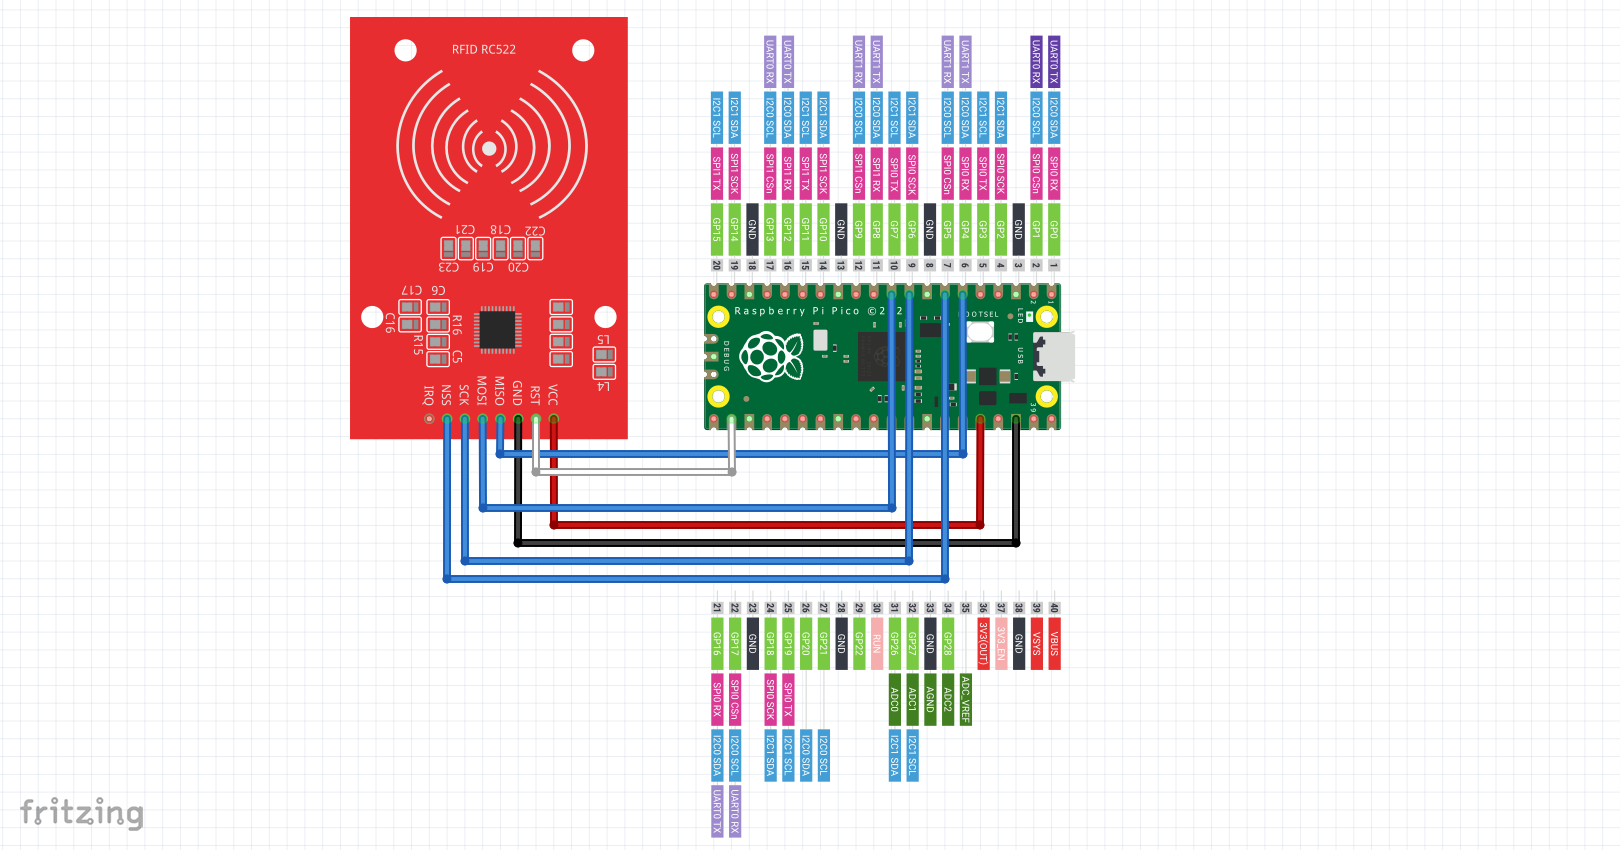 RFID RC522
C21 C18 C22
C23 C19 C20
C17 C6
C16 R16
R15 C5
L5
L4
IRQ NSS SCK MOSI MISO GND RST VCC
UART0 RX UART0 TX UART1 RX UART1 TX UART1 RX UART1 TX UART0 RX UART0 TX
I2C1 SCL I2C1 SDA I2C0 SCL I2C0 SDA I2C1 SCL I2C1 SDA I2C0 SCL I2C0 SDA I2C1 SCL I2C1 SDA I2C0 SCL I2C0 SDA I2C1 SCL I2C1 SDA I2C0 SCL I2C0 SDA
SPI1 TX SPI1 SCK SPI1 CSn SPI1 RX SPI1 TX SPI1 SCK SPI1 CSn SPI1 RX SPI0 TX SPI0 SCK SPI0 CSn SPI0 RX SPI0 TX SPI0 SCK SPI0 CSn SPI0 RX
GP15 GP14 GND GP13 GP12 GP11 GP10 GND GP9 GP8 GP7 GP6 GND GP5 GP4 GP3 GP2 GND GP1 GP0
20 19 18 17 16 15 14 13 12 11 10 9 8 7 6 5 4 3 2 1
2 1
Raspberry Pi Pico ©2 2
OOTSEL
LED
DEBUG
USB
39
21 22 23 24 25 26 27 28 29 30 31 32 33 34 35 36 37 38 39 40
GP16 GP17 GND GP18 GP19 GP20 GP21 GND GP22 RUN GP26 GP27 GND GP28 3V3(OUT) 3V3_EN GND VSYS VBUS
SPI0 RX SPI0 CSn SPI0 SCK SPI0 TX ADC0 ADC1 AGND ADC2 ADC_VREF
I2C0 SDA I2C0 SCL I2C1 SDA I2C1 SCL I2C0 SDA I2C0 SCL I2C1 SDA I2C1 SCL
UART0 TX UART0 RX
fritzing